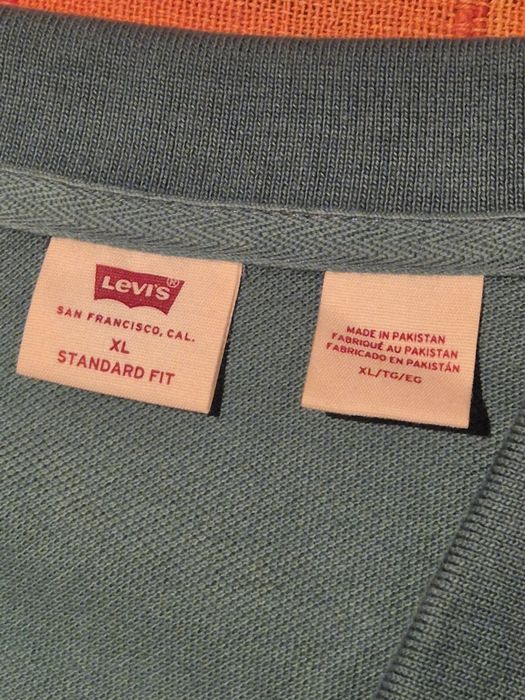 Levi's®
SAN FRANCISCO, CAL.
XL
STANDARD FIT
MADE IN PAKISTAN
FABRIQUÉ AU PAKISTAN
FABRICADO EN PAKISTÁN
XL/TG/EG